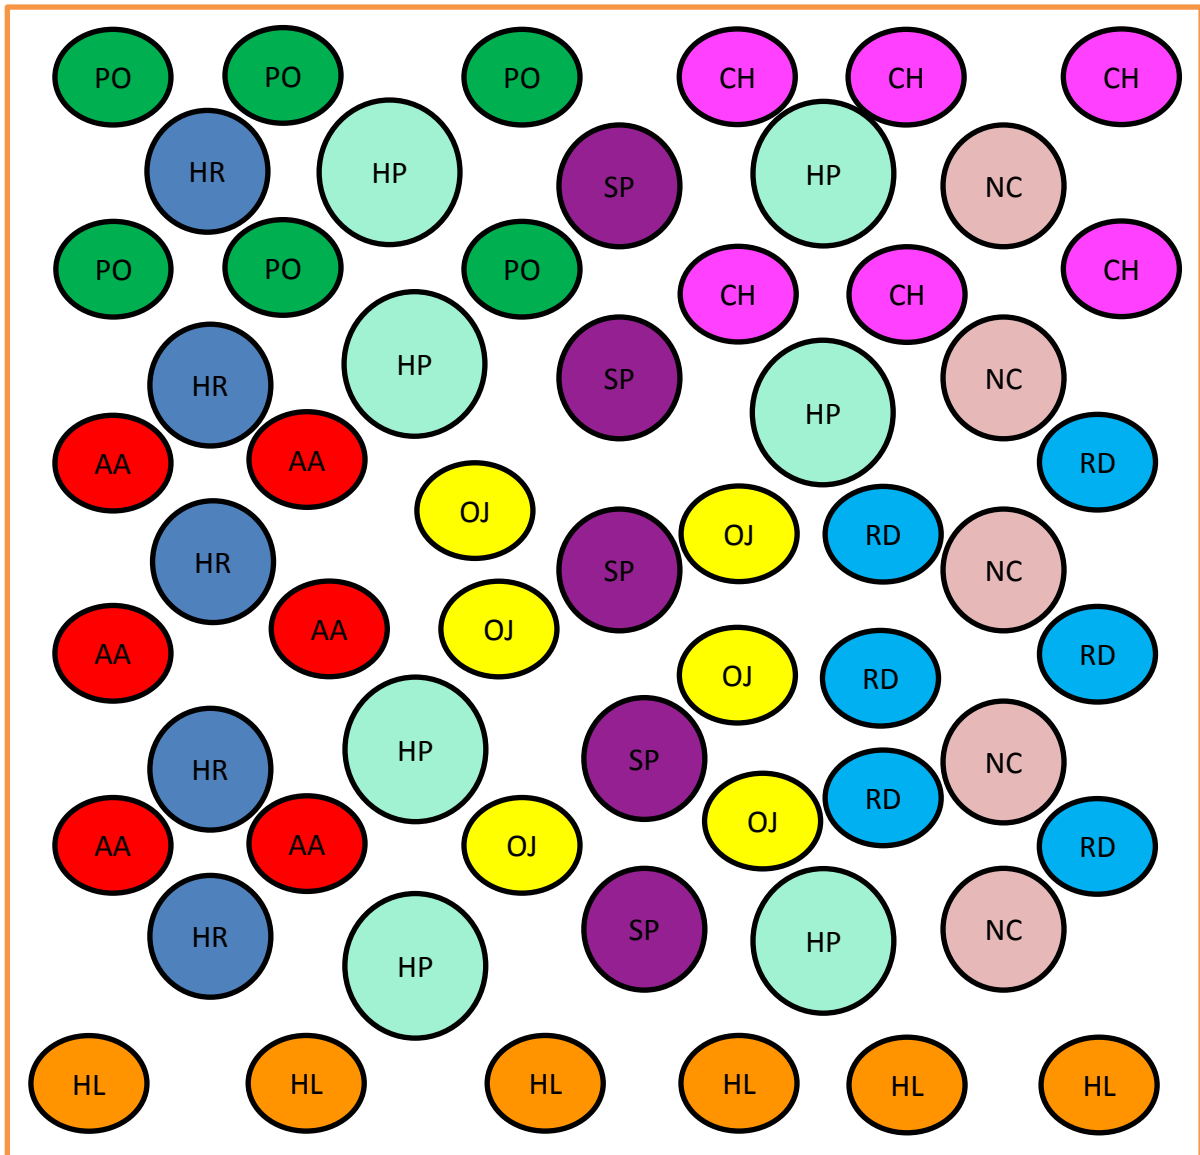 PO PO PO CH CH CH
HR HP SP HP NC
PO PO PO CH CH CH
HR HP SP HP NC
AA AA OJ OJ RD RD
HR SP NC
AA AA OJ OJ RD RD
HR HP SP RD NC
AA AA OJ OJ RD
HR HP SP HP NC
HL HL HL HL HL HL